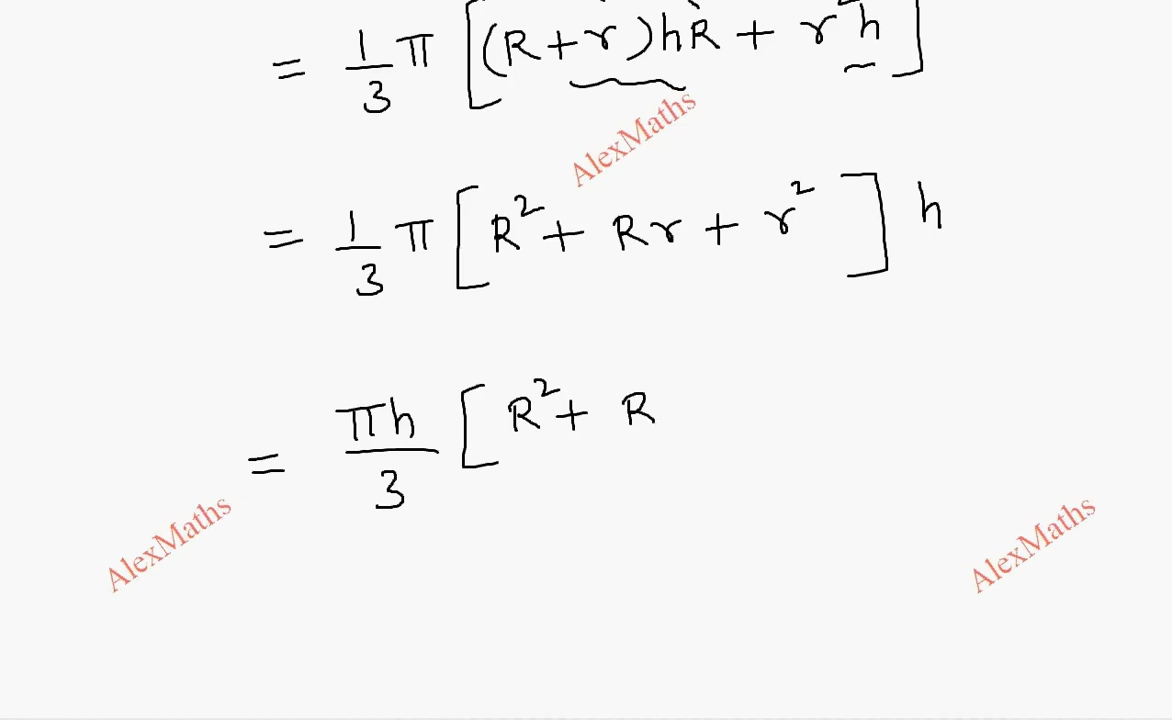 = 1/3 π [(R+r)hR + r²h]
AlexMaths
= 1/3 π [R² + Rr + r²] h
= πh/3 [R² + R
AlexMaths
AlexMaths